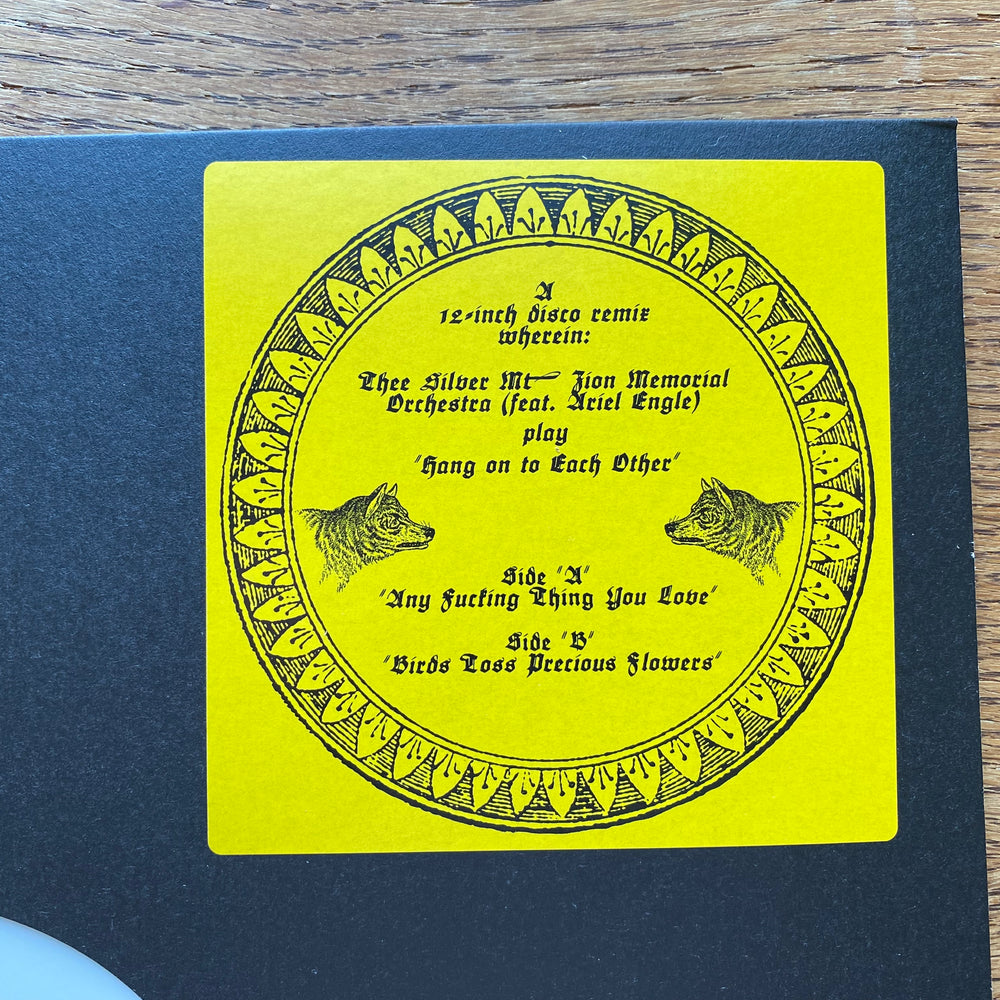 A
12-inch disco remix
wherein:
Thee Silver Mt Zion Memorial
Orchestra (feat. Ariel Engle)
play
"Hang on to Each Other"
Side "A"
"Any Fucking Thing You Love"
Side "B"
"Birds Toss Precious Flowers"